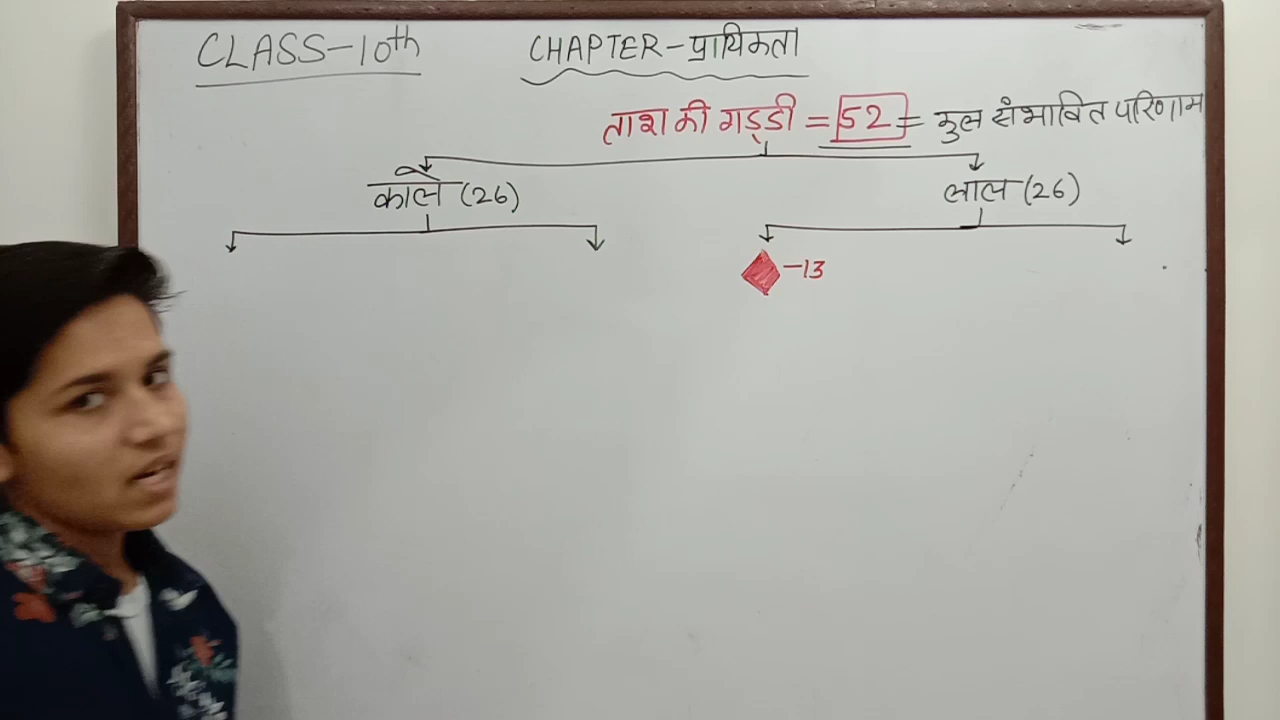 CLASS-10th CHAPTER-प्रायिकता
ताश की गड्डी = 52 = कुल संभावित परिणाम
काले (26) लाल (26)
-13